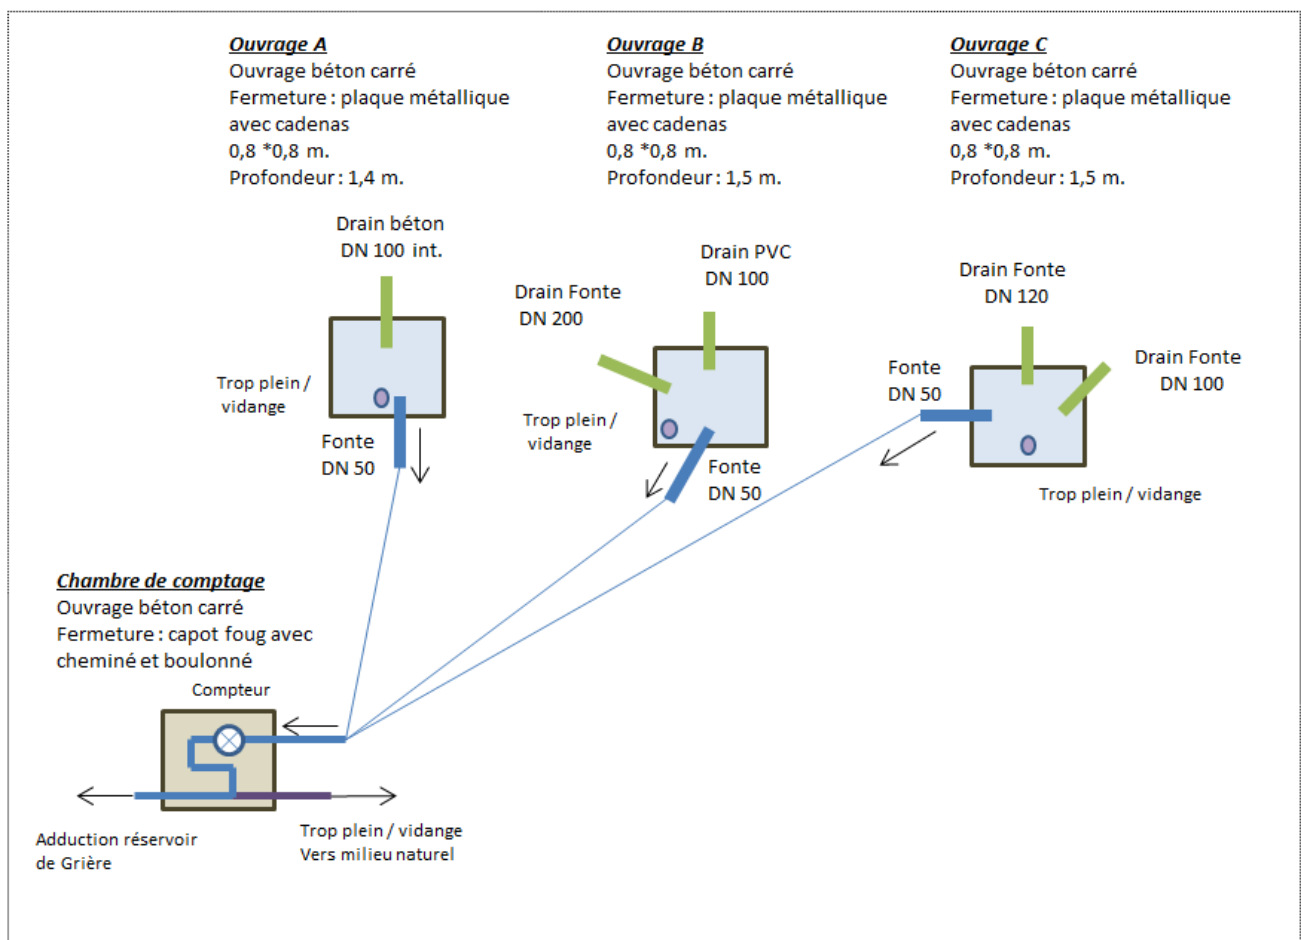 Ouvrage A
Ouvrage béton carré
Fermeture : plaque métallique
avec cadenas
0,8 *0,8 m.
Profondeur : 1,4 m.
Ouvrage B
Ouvrage béton carré
Fermeture : plaque métallique
avec cadenas
0,8 *0,8 m.
Profondeur : 1,5 m.
Ouvrage C
Ouvrage béton carré
Fermeture : plaque métallique
avec cadenas
0,8 *0,8 m.
Profondeur : 1,5 m.
Drain béton
DN 100 int.
Trop plein /
vidange
Fonte
DN 50
Drain Fonte
DN 200
Drain PVC
DN 100
Trop plein /
vidange
Fonte
DN 50
Drain Fonte
DN 120
Fonte
DN 50
Drain Fonte
DN 100
Trop plein / vidange
Chambre de comptage
Ouvrage béton carré
Fermeture : capot foug avec
cheminé et boulonné
Compteur
Adduction réservoir
de Grière
Trop plein / vidange
Vers milieu naturel